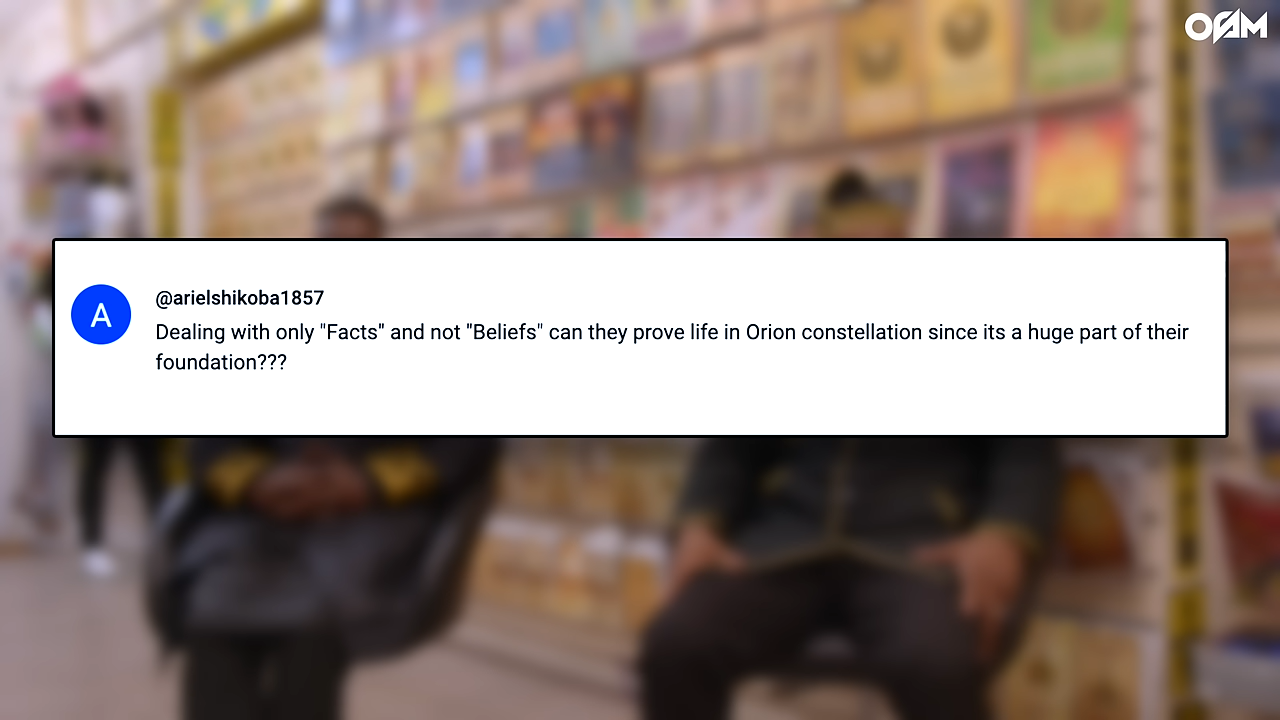 OSM
A
@arielshikoba1857
Dealing with only "Facts" and not "Beliefs" can they prove life in Orion constellation since its a huge part of their
foundation???